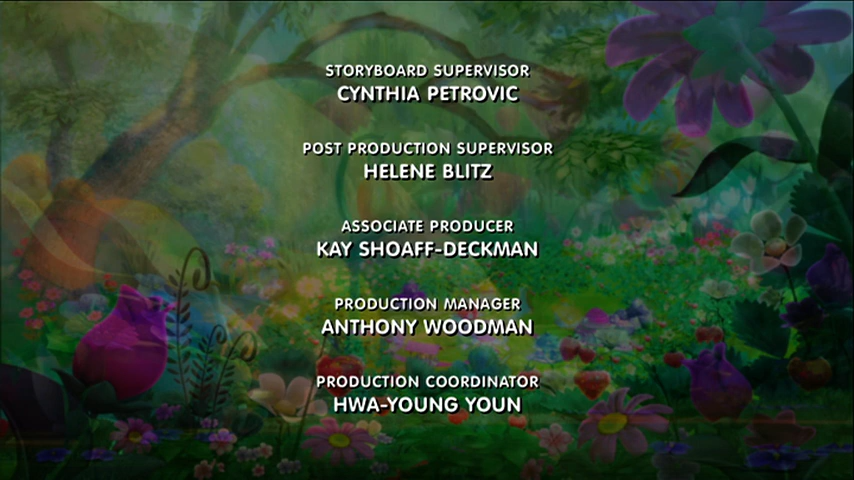 STORYBOARD SUPERVISOR
CYNTHIA PETROVIC
POST PRODUCTION SUPERVISOR
HELENE BLITZ
ASSOCIATE PRODUCER
KAY SHOAFF-DECKMAN
PRODUCTION MANAGER
ANTHONY WOODMAN
PRODUCTION COORDINATOR
HWA-YOUNG YOUN